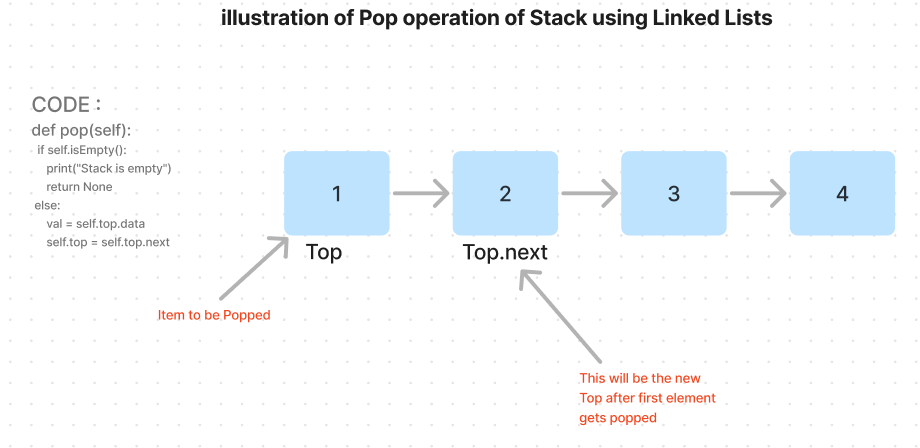 illustration of Pop operation of Stack using Linked Lists
CODE :
def pop(self):
if self.isEmpty():
print("Stack is empty")
return None
else:
val = self.top.data
self.top = self.top.next
1
2
3
4
Top
Top.next
Item to be Popped
This will be the new
Top after first element
gets popped